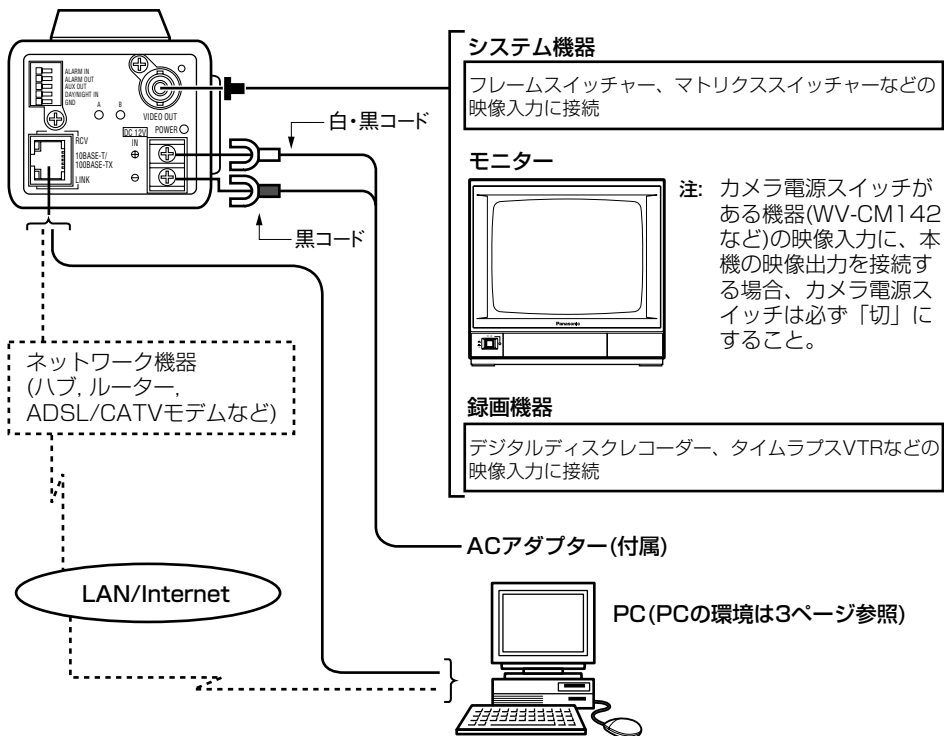 ALARM IN
ALARM OUT
AUX OUT
DAY/NIGHT IN
GND
A B
VIDEO OUT
DC 12V IN
POWER
RCV
10BASE-T/
100BASE-TX
LINK
⊕
⊖
白・黒コード
黒コード
システム機器
フレームスイッチャー、マトリクススイッチャーなどの
映像入力に接続
モニター
Panasonic
注: カメラ電源スイッチが
ある機器(WV-CM142
など)の映像入力に、本
機の映像出力を接続す
る場合、カメラ電源ス
イッチは必ず「切」に
すること。
ネットワーク機器
(ハブ, ルーター,
ADSL/CATVモデムなど)
録画機器
デジタルディスクレコーダー、タイムラプスVTRなどの
映像入力に接続
ACアダプター(付属)
LAN/Internet
PC(PCの環境は3ページ参照)